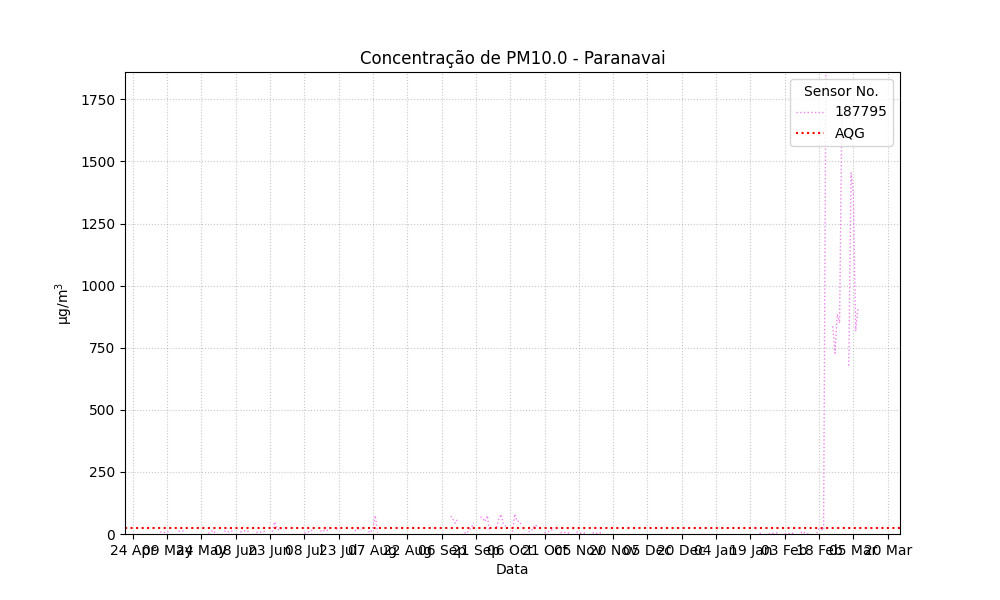 Concentração de PM10.0 - Paranavai
Sensor No.
187795
AQG
1750
1500
1250
1000
750
500
250
0
µg/m³
24 Apr 09 May 24 May 08 Jun 23 Jun 08 Jul 23 Jul 07 Aug 22 Aug 06 Sep 21 Sep 06 Oct 21 Oct 05 Nov 20 Nov 05 Dec 20 Dec 04 Jan 19 Jan 03 Feb 18 Feb 05 Mar 20 Mar
Data